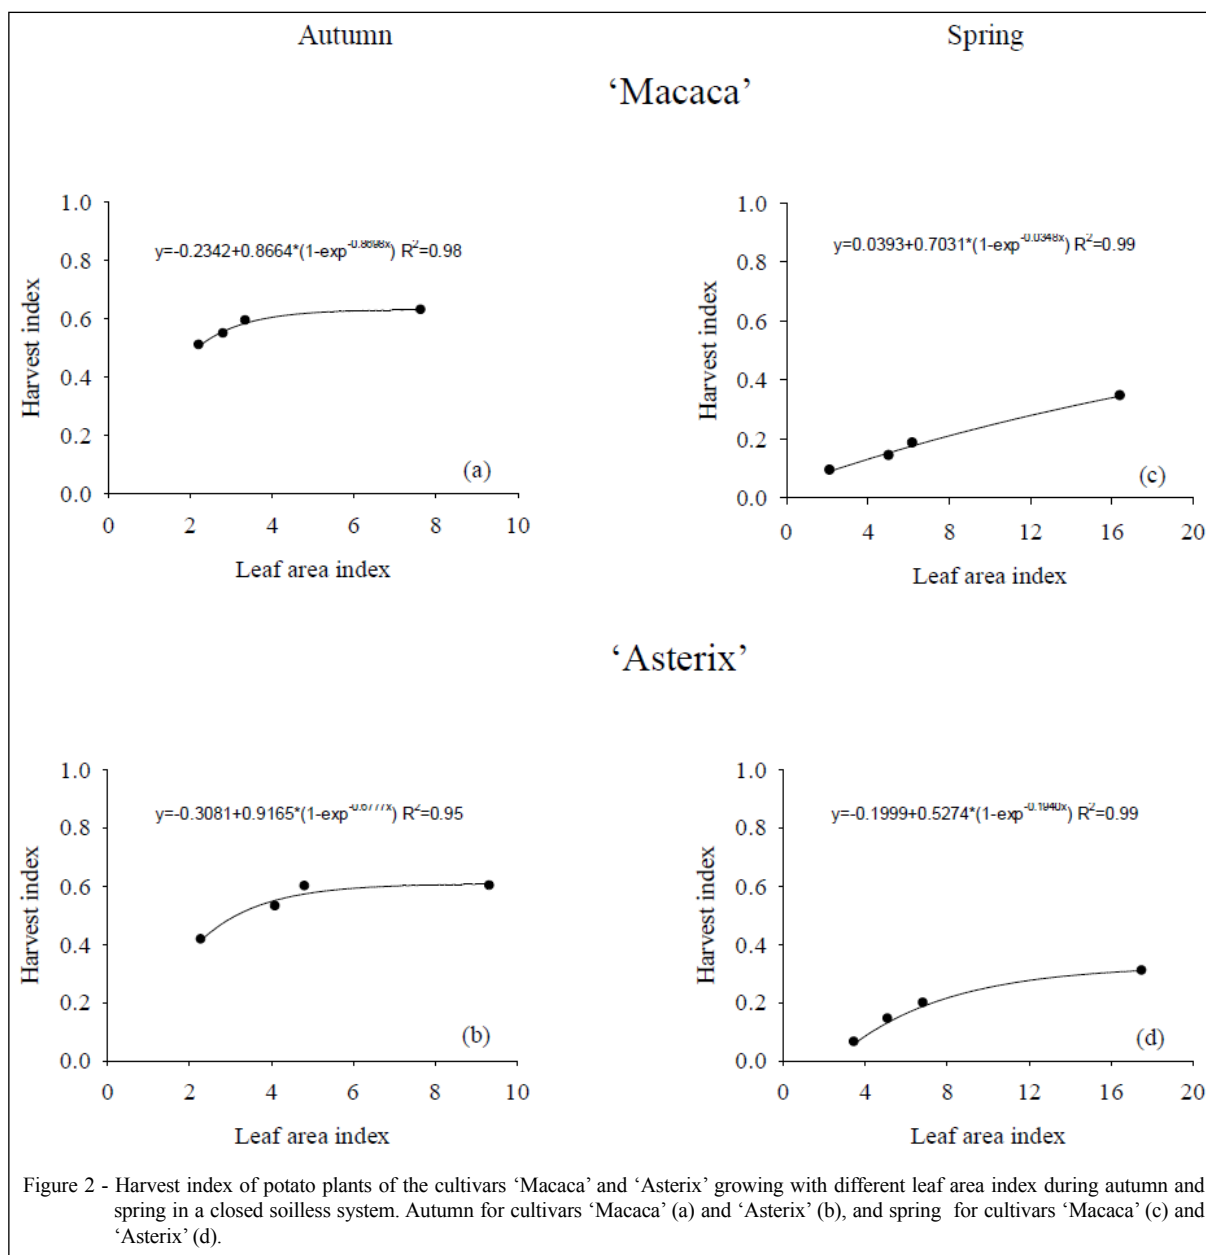 Autumn
Spring
‘Macaca’
1.0
0.8
0.6
0.4
0.2
0.0
0 2 4 6 8 10
Harvest index
Leaf area index
y=-0.2342+0.8664*(1-exp-0.8698x) R2=0.98
(a)
1.0
0.8
0.6
0.4
0.2
0.0
0 4 8 12 16 20
Harvest index
Leaf area index
y=0.0393+0.7031*(1-exp-0.0348x) R2=0.99
(c)
‘Asterix’
1.0
0.8
0.6
0.4
0.2
0.0
0 2 4 6 8 10
Harvest index
Leaf area index
y=-0.3081+0.9165*(1-exp-0.6777x) R2=0.95
(b)
1.0
0.8
0.6
0.4
0.2
0.0
0 4 8 12 16 20
Harvest index
Leaf area index
y=-0.1999+0.5274*(1-exp-0.1940x) R2=0.99
(d)
Figure 2 - Harvest index of potato plants of the cultivars ‘Macaca’ and ‘Asterix’ growing with different leaf area index during autumn and
spring in a closed soilless system. Autumn for cultivars ‘Macaca’ (a) and ‘Asterix’ (b), and spring for cultivars ‘Macaca’ (c) and
‘Asterix’ (d).